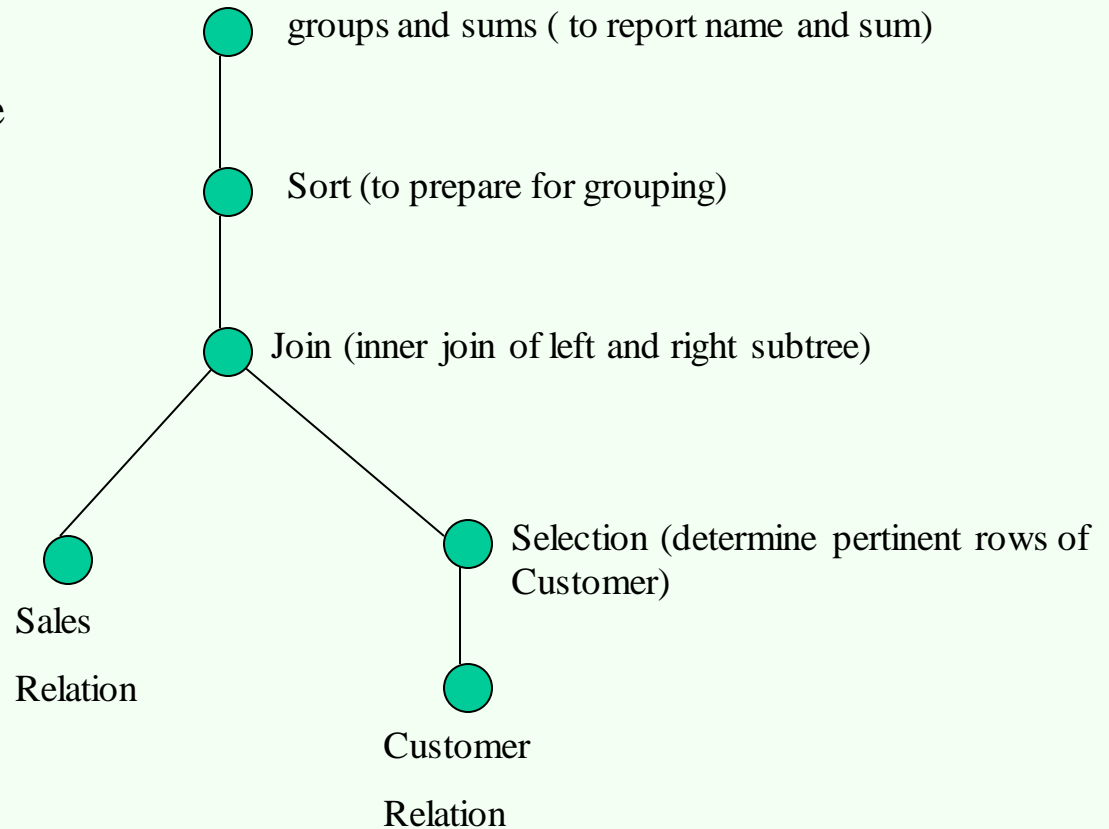 groups and sums ( to report name and sum)
e
Sort (to prepare for grouping)
Join (inner join of left and right subtree)
Selection (determine pertinent rows of
Customer)
Sales
Relation
Customer
Relation